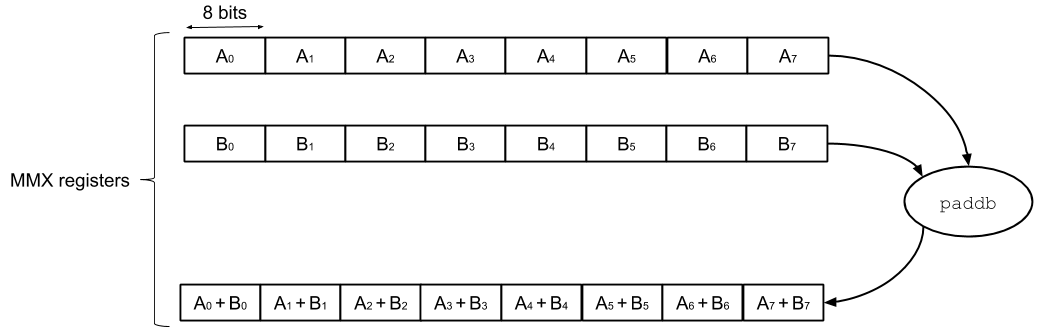 8 bits
A0 A1 A2 A3 A4 A5 A6 A7
B0 B1 B2 B3 B4 B5 B6 B7
MMX registers
paddb
A0 + B0 A1 + B1 A2 + B2 A3 + B3 A4 + B4 A5 + B5 A6 + B6 A7 + B7